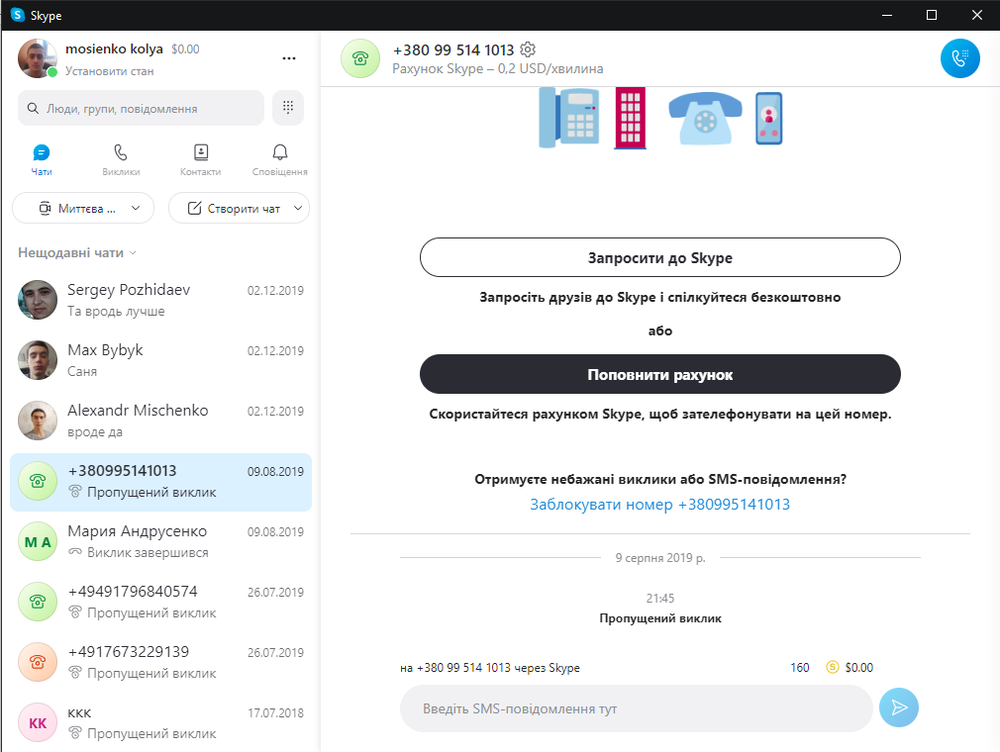 Skype
mosienko kolya $0.00
Установити стан
Люди, групи, повідомлення
Чати
Виклики
Контакти
Сповіщення
Миттєва ...
Створити чат
Нещодавні чати
Sergey Pozhidaev 02.12.2019
Та вродь лучше
Max Bybyk 02.12.2019
Саня
Alexandr Mischenko 02.12.2019
вроде да
+380995141013 09.08.2019
Пропущений виклик
М А
Мария Андрусенко 09.08.2019
Виклик завершився
+49491796840574 26.07.2019
Пропущений виклик
+4917673229139 26.07.2019
Пропущений виклик
КК
ккк 17.07.2018
Пропущений виклик
+380 99 514 1013
Рахунок Skype – 0,2 USD/хвилина
Запросити до Skype
Запросіть друзів до Skype і спілкуйтеся безкоштовно
або
Поповнити рахунок
Скористайтеся рахунком Skype, щоб зателефонувати на цей номер.
Отримуєте небажані виклики або SMS-повідомлення?
Заблокувати номер +380995141013
9 серпня 2019 р.
21:45
Пропущений виклик
на +380 99 514 1013 через Skype 160 $0.00
Введіть SMS-повідомлення тут